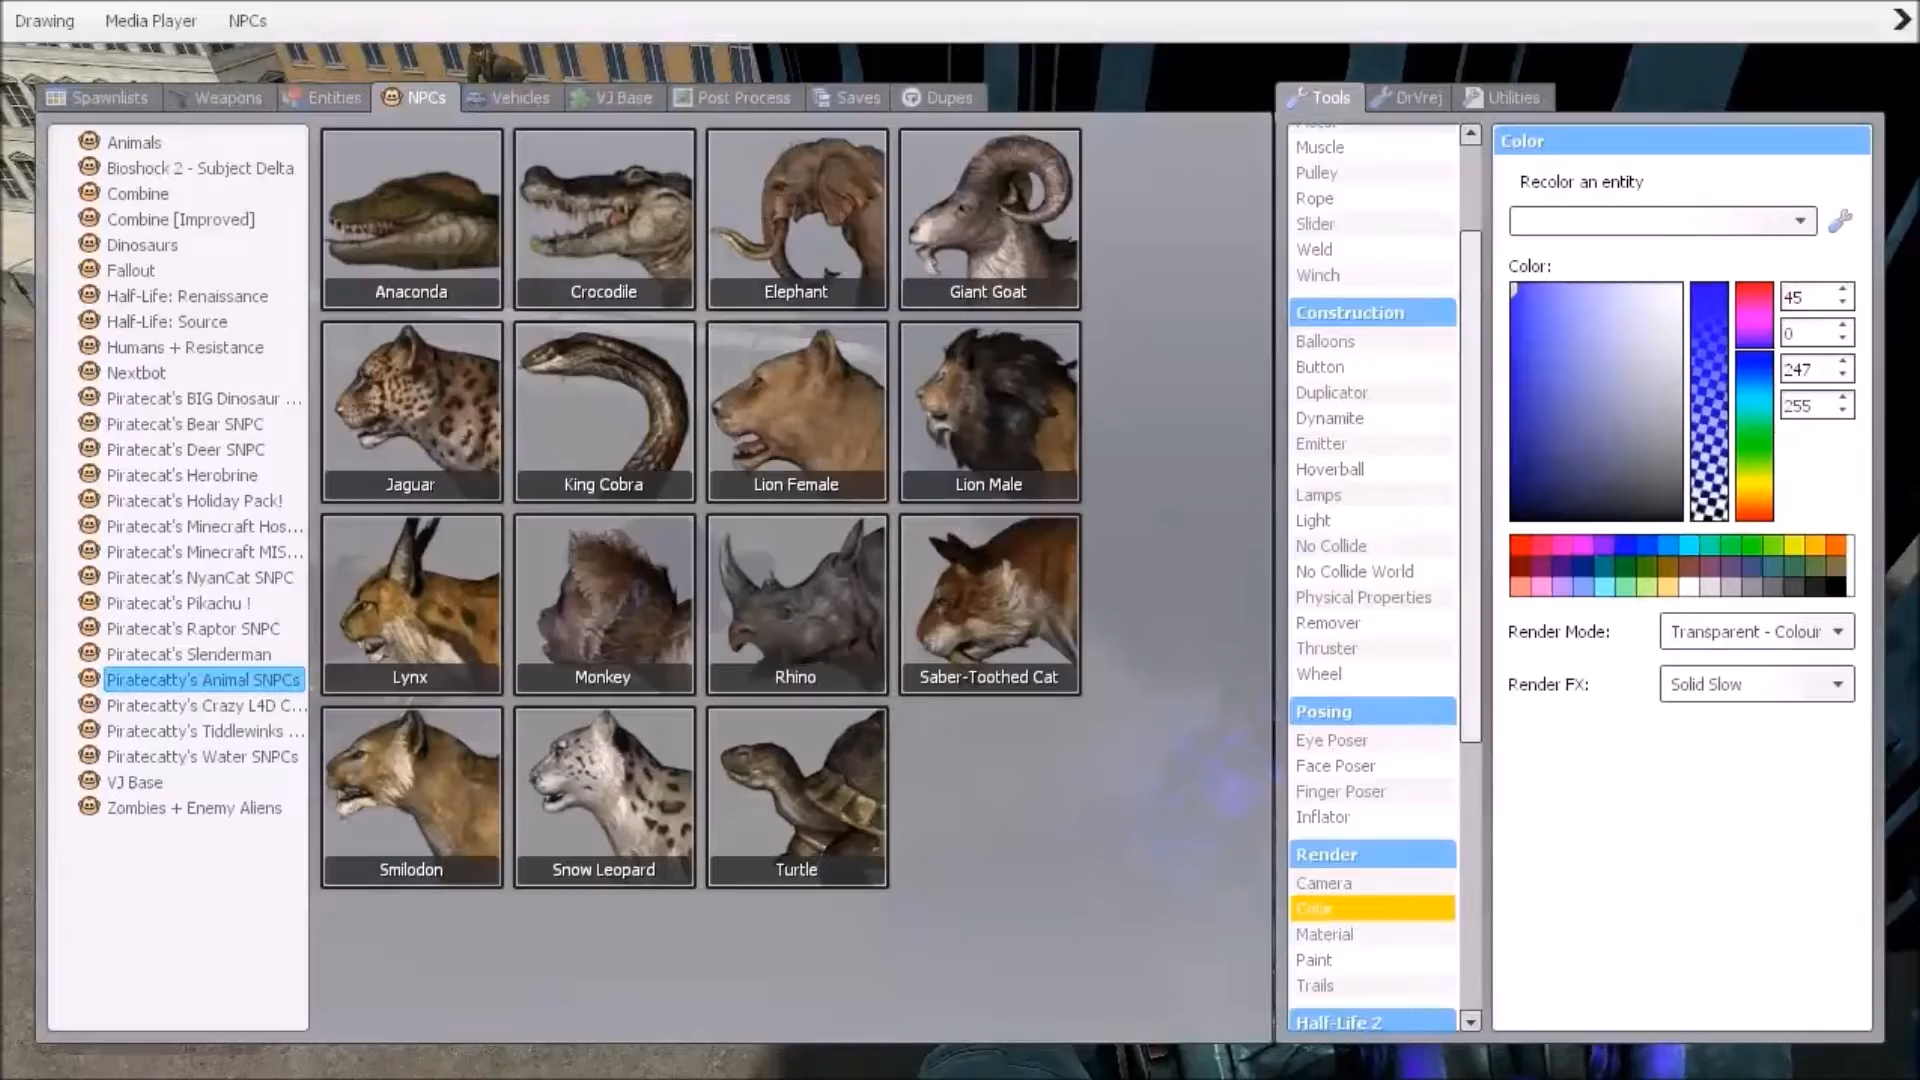 Drawing Media Player NPCs
Spawnlists Weapons Entities NPCs Vehicles VJ Base Post Process Saves Dupes
Animals
Bioshock 2 - Subject Delta
Combine
Combine [Improved]
Dinosaurs
Fallout
Half-Life: Renaissance
Half-Life: Source
Humans + Resistance
Nextbot
Piratecat's BIG Dinosaur ...
Piratecat's Bear SNPC
Piratecat's Deer SNPC
Piratecat's Herobrine
Piratecat's Holiday Pack!
Piratecat's Minecraft Hos...
Piratecat's Minecraft MIS...
Piratecat's NyanCat SNPC
Piratecat's Pikachu !
Piratecat's Raptor SNPC
Piratecat's Slenderman
Piratecatty's Animal SNPCs
Piratecatty's Crazy L4D C...
Piratecatty's Tiddlewinks ...
Piratecatty's Water SNPCs
VJ Base
Zombies + Enemy Aliens
Anaconda Crocodile Elephant Giant Goat
Jaguar King Cobra Lion Female Lion Male
Lynx Monkey Rhino Saber-Toothed Cat
Smilodon Snow Leopard Turtle
Tools DrVrej Utilities
Muscle
Pulley
Rope
Slider
Weld
Winch
Construction
Balloons
Button
Duplicator
Dynamite
Emitter
Hoverball
Lamps
Light
No Collide
No Collide World
Physical Properties
Remover
Thruster
Wheel
Posing
Eye Poser
Face Poser
Finger Poser
Inflator
Render
Camera
Color
Material
Paint
Trails
Half-Life 2
Color
Recolor an entity
Color:
45
0
247
255
Render Mode: Transparent - Colour
Render FX: Solid Slow